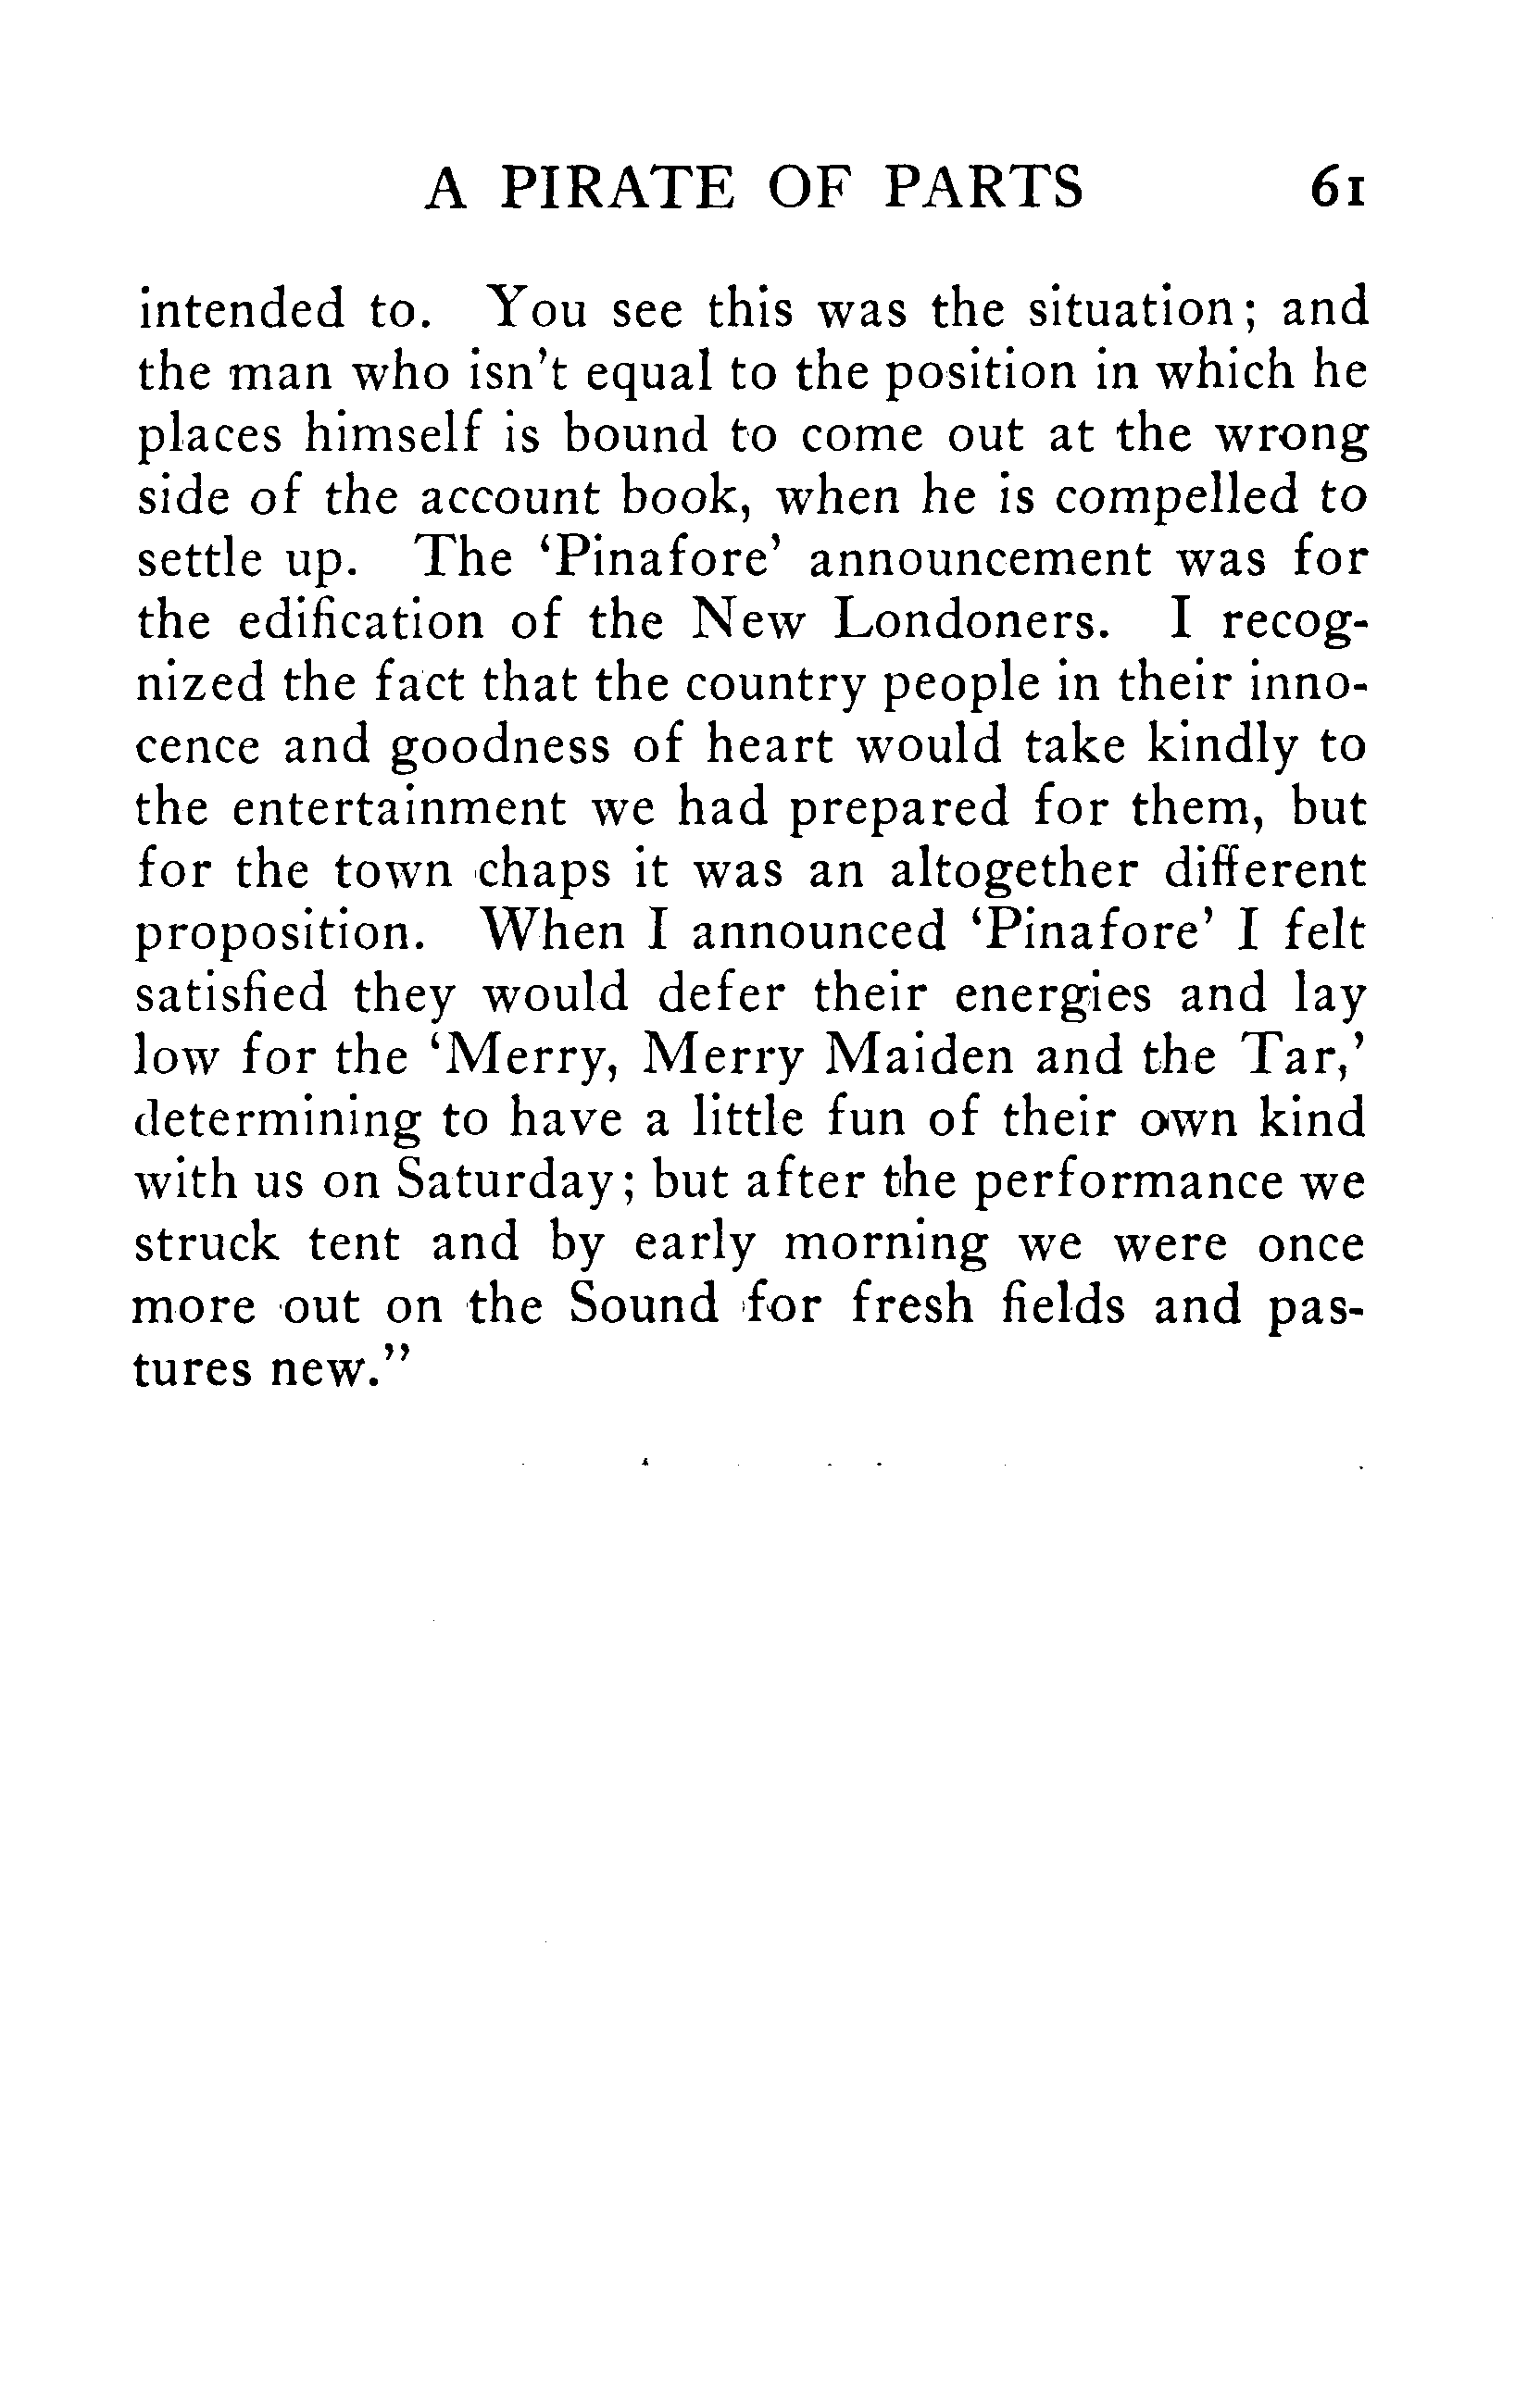 A PIRATE OF PARTS 61
intended to. You see this was the situation; and
the man who isn't equal to the position in which he
places himself is bound to come out at the wrong
side of the account book, when he is compelled to
settle up. The 'Pinafore' announcement was for
the edification of the New Londoners. I recog-
nized the fact that the country people in their inno-
cence and goodness of heart would take kindly to
the entertainment we had prepared for them, but
for the town chaps it was an altogether different
proposition. When I announced 'Pinafore' I felt
satisfied they would defer their energies and lay
low for the 'Merry, Merry Maiden and the Tar,'
determining to have a little fun of their own kind
with us on Saturday; but after the performance we
struck tent and by early morning we were once
more out on the Sound for fresh fields and pas-
tures new."